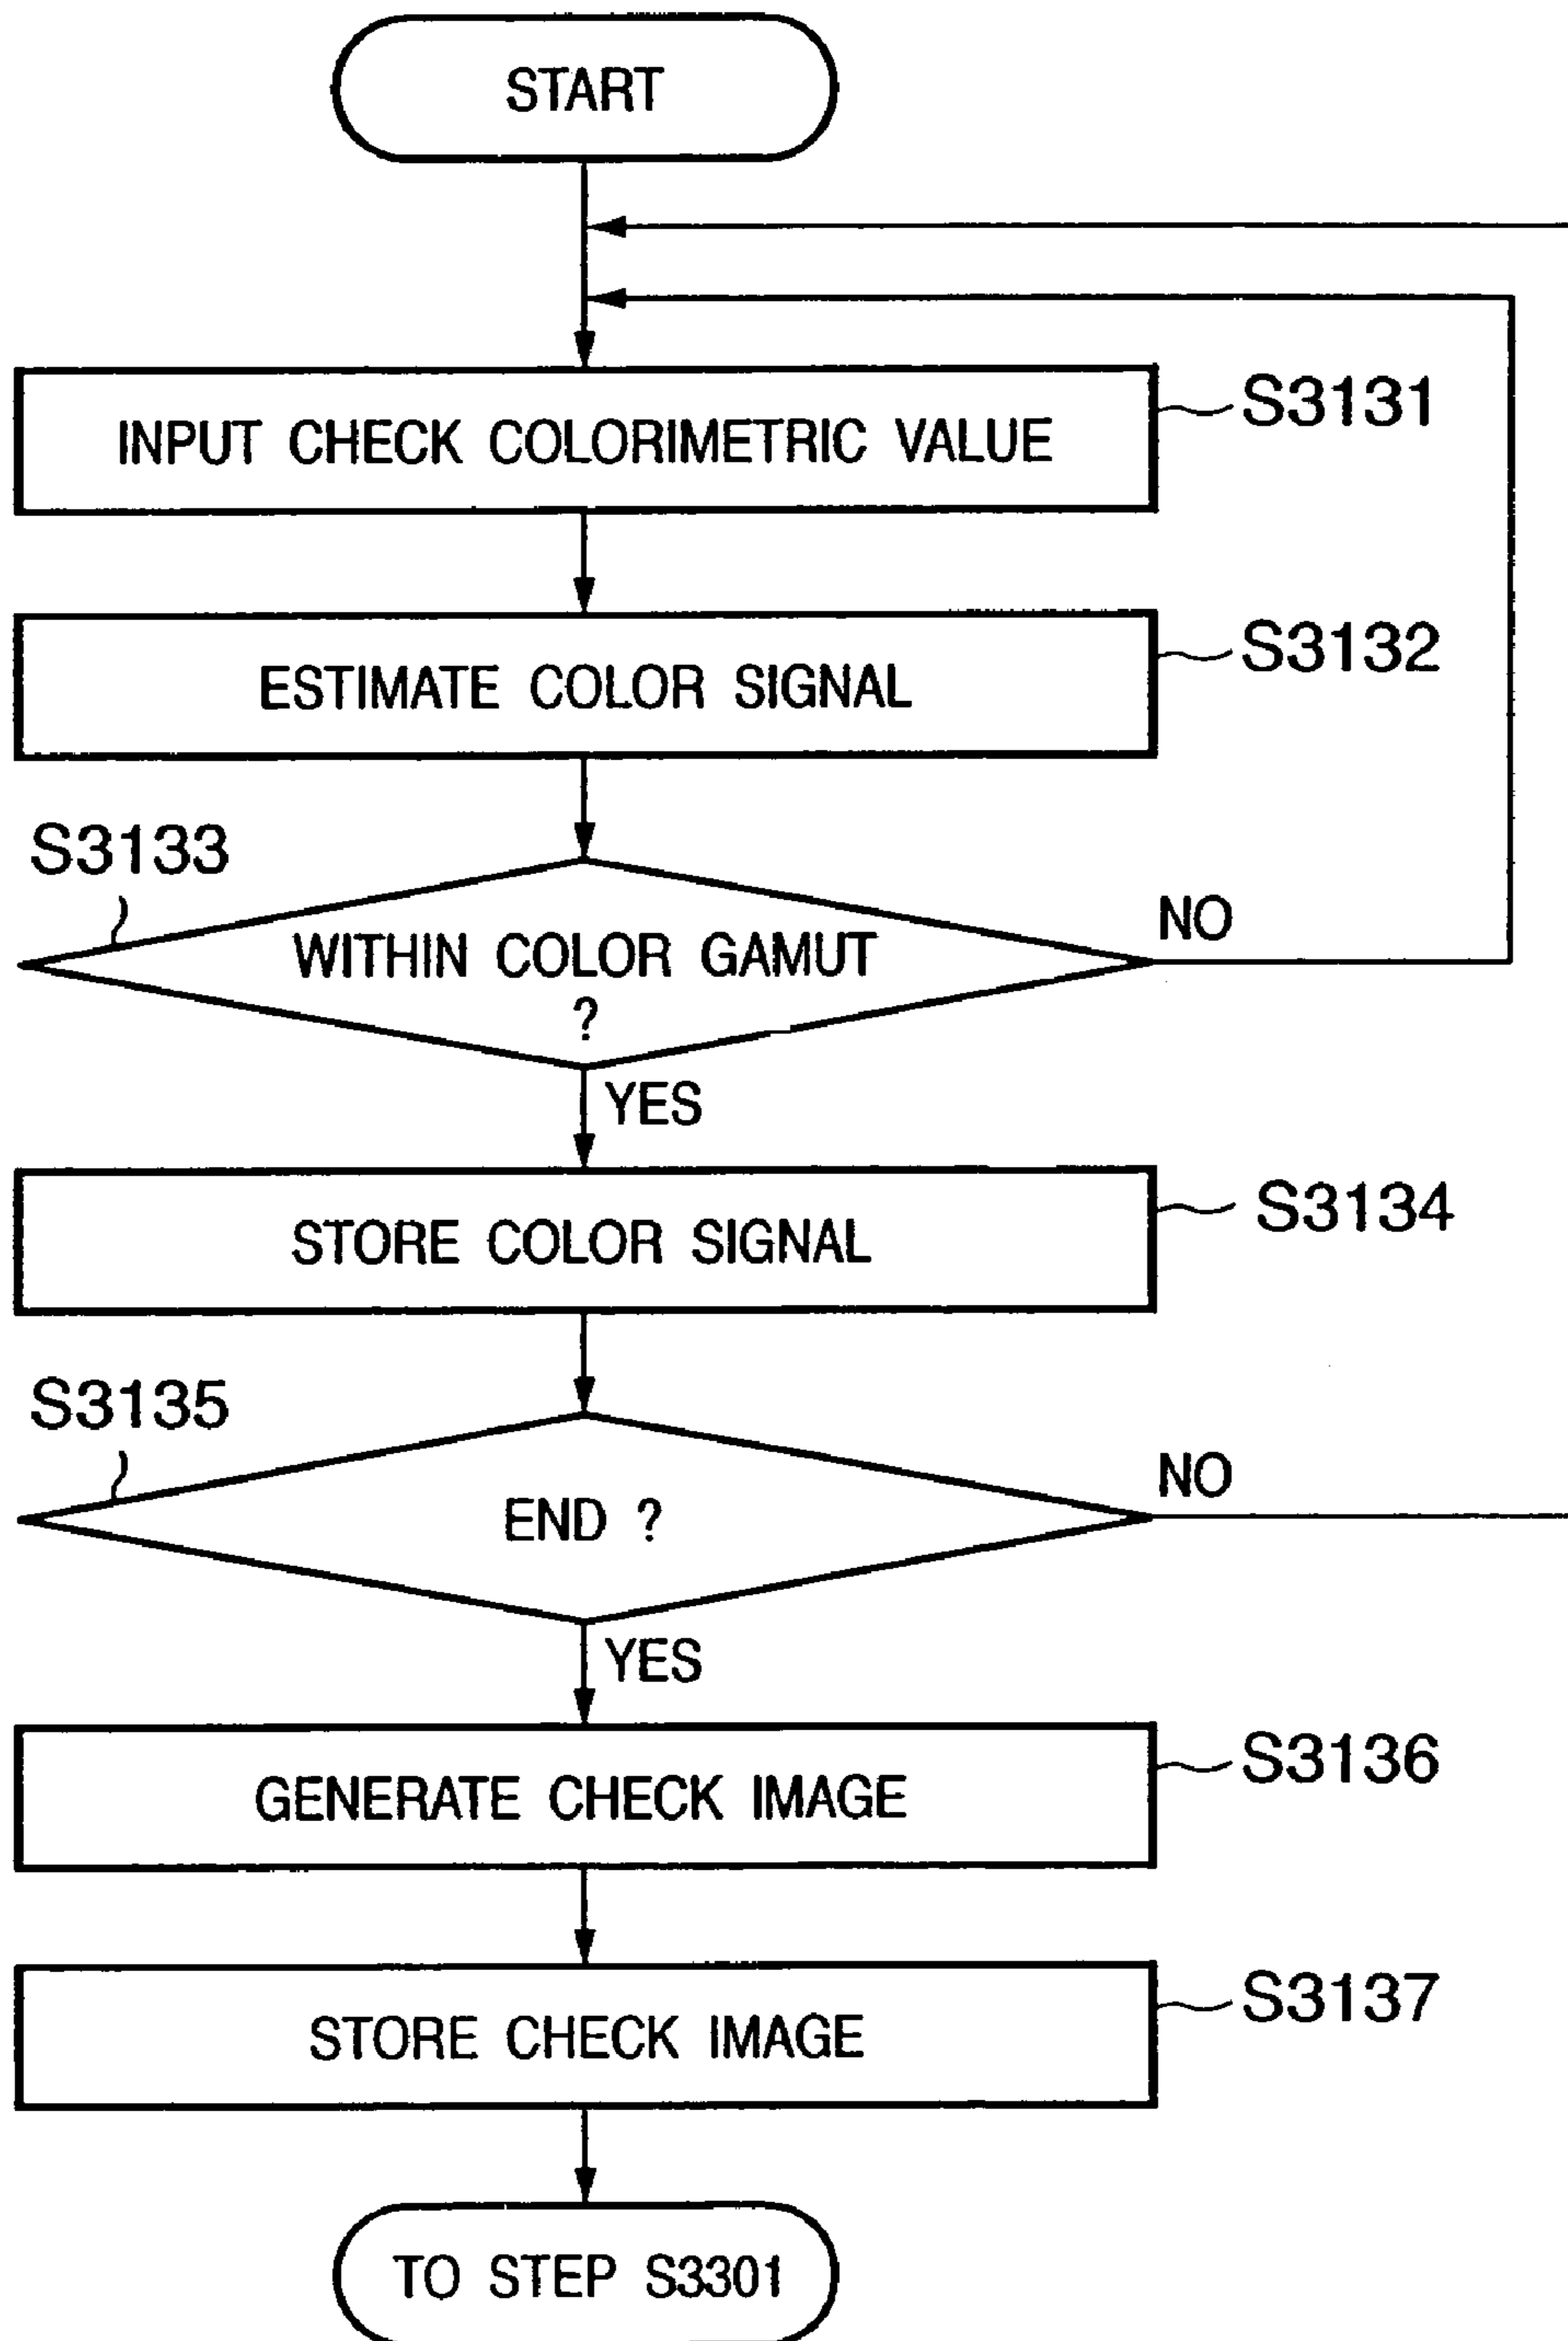 START
INPUT CHECK COLORIMETRIC VALUE
S3131
ESTIMATE COLOR SIGNAL
S3132
S3133
WITHIN COLOR GAMUT
?
NO
YES
STORE COLOR SIGNAL
S3134
S3135
END ?
NO
YES
GENERATE CHECK IMAGE
S3136
STORE CHECK IMAGE
S3137
TO STEP S3301